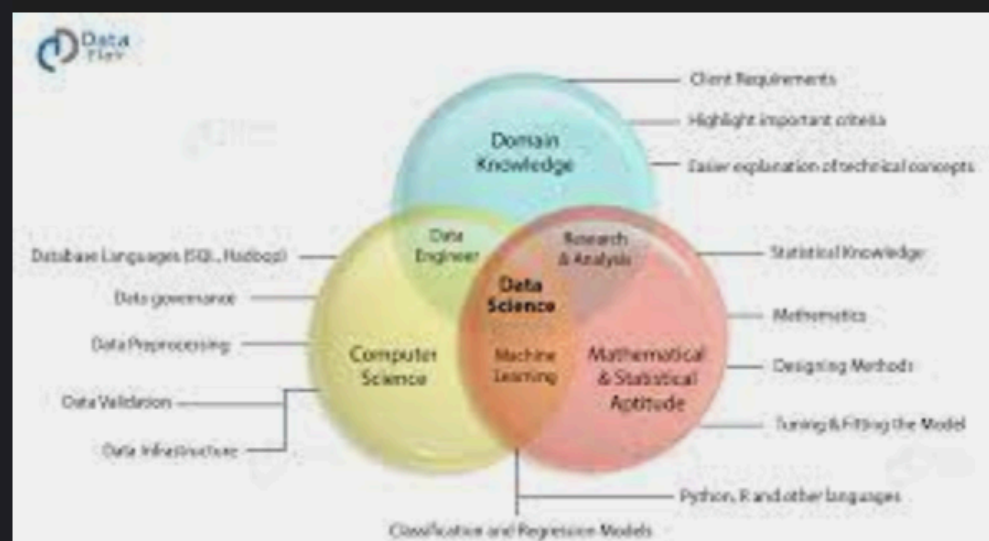 Data
Flair
Client Requirements
Highlight important criteria
Easier explanation of technical concepts
Domain
Knowledge
Data
Engineer
Research
& Analysis
Data
Science
Machine
Learning
Computer
Science
Mathematical
& Statistical
Aptitude
Database Languages (SQL, Hadoop)
Data governance
Data Preprocessing
Data Validation
Data Infrastructure
Statistical Knowledge
Mathematics
Designing Methods
Tuning & Fitting the Model
Python, R and other languages
Classification and Regression Models